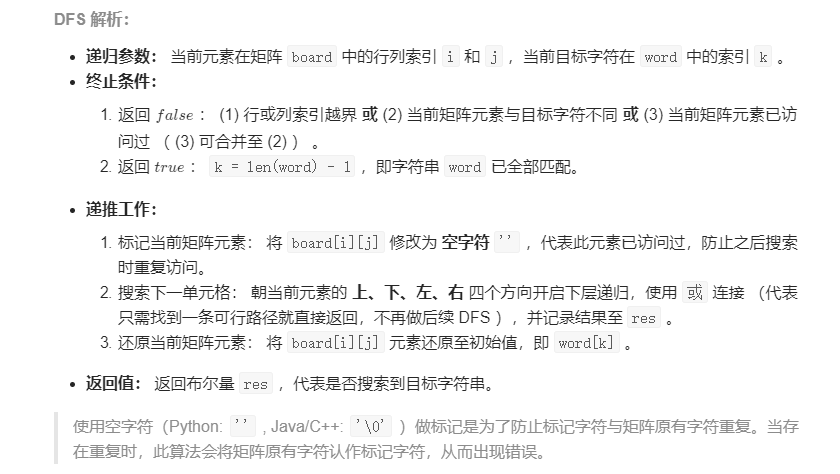 DFS 解析：
• 递归参数： 当前元素在矩阵 board 中的行列索引 i 和 j ，当前目标字符在 word 中的索引 k 。
• 终止条件：
1. 返回 false ： (1) 行或列索引越界 或 (2) 当前矩阵元素与目标字符不同 或 (3) 当前矩阵元素已访
问过 （ (3) 可合并至 (2) ） 。
2. 返回 true ： k = len(word) - 1 ，即字符串 word 已全部匹配。
• 递推工作：
1. 标记当前矩阵元素： 将 board[i][j] 修改为 空字符 '' ，代表此元素已访问过，防止之后搜索
时重复访问。
2. 搜索下一单元格： 朝当前元素的 上、下、左、右 四个方向开启下层递归，使用 或 连接 （代表
只需找到一条可行路径就直接返回，不再做后续 DFS ），并记录结果至 res 。
3. 还原当前矩阵元素： 将 board[i][j] 元素还原至初始值，即 word[k] 。
• 返回值： 返回布尔量 res ，代表是否搜索到目标字符串。
使用空字符（Python: '' , Java/C++: '\0' ）做标记是为了防止标记字符与矩阵原有字符重复。当存
在重复时，此算法会将矩阵原有字符认作标记字符，从而出现错误。